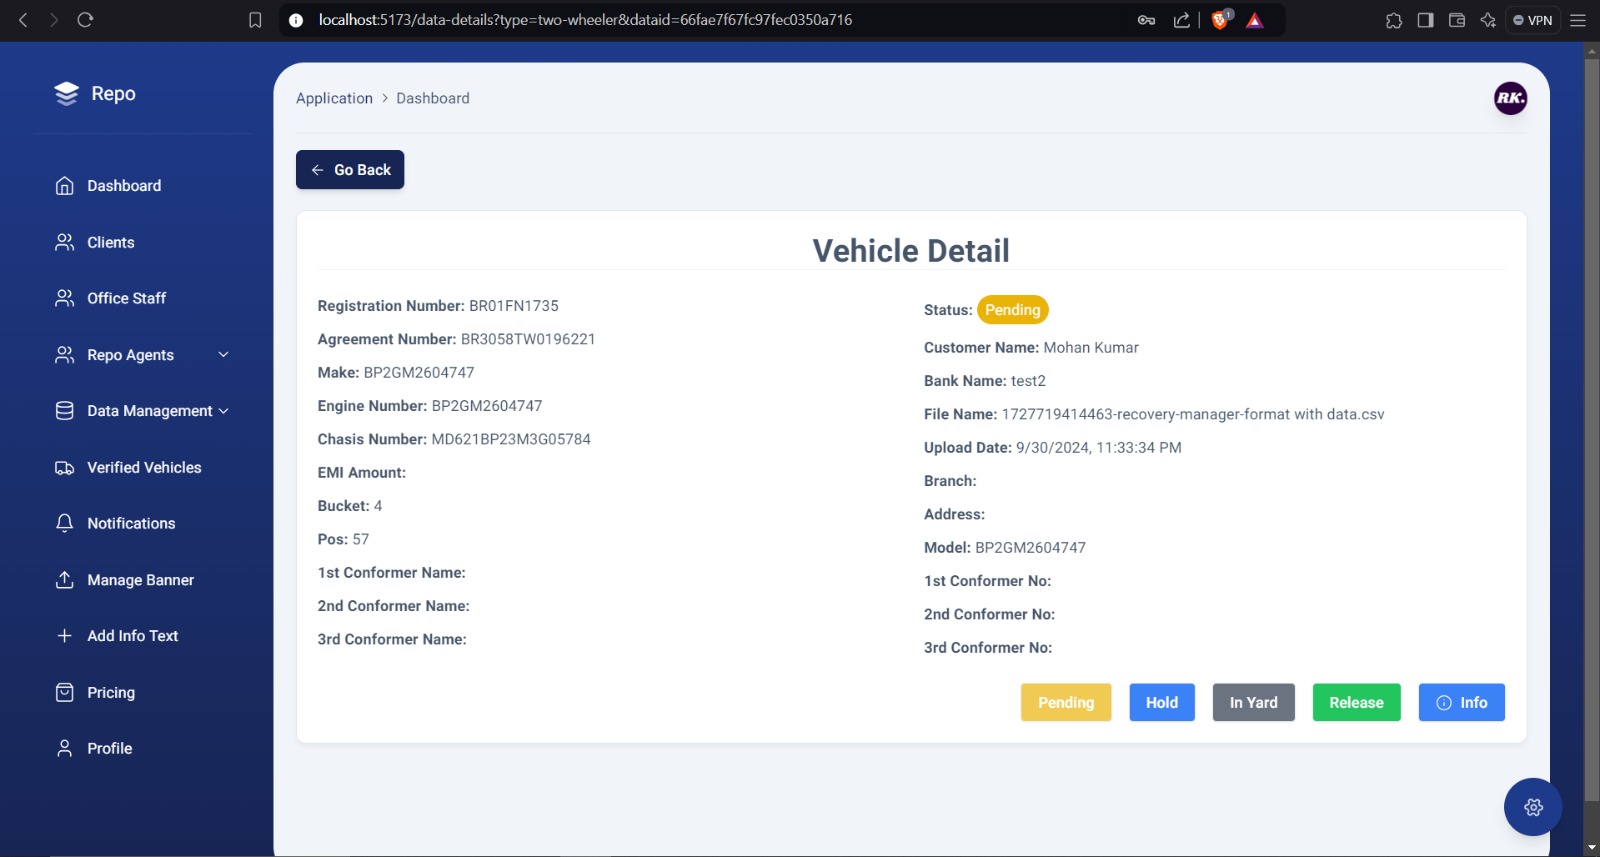 localhost:5173/data-details?type=two-wheeler&dataid=66fae7f67fc97fec0350a716
1
VPN
Repo
Dashboard
Clients
Office Staff
Repo Agents
Data Management
Verified Vehicles
Notifications
Manage Banner
Add Info Text
Pricing
Profile
Application > Dashboard
RK.
← Go Back
Vehicle Detail
Registration Number: BR01FN1735
Agreement Number: BR3058TW0196221
Make: BP2GM2604747
Engine Number: BP2GM2604747
Chasis Number: MD621BP23M3G05784
EMI Amount:
Bucket: 4
Pos: 57
1st Conformer Name:
2nd Conformer Name:
3rd Conformer Name:
Status: Pending
Customer Name: Mohan Kumar
Bank Name: test2
File Name: 1727719414463-recovery-manager-format with data.csv
Upload Date: 9/30/2024, 11:33:34 PM
Branch:
Address:
Model: BP2GM2604747
1st Conformer No:
2nd Conformer No:
3rd Conformer No:
Pending Hold In Yard Release Info